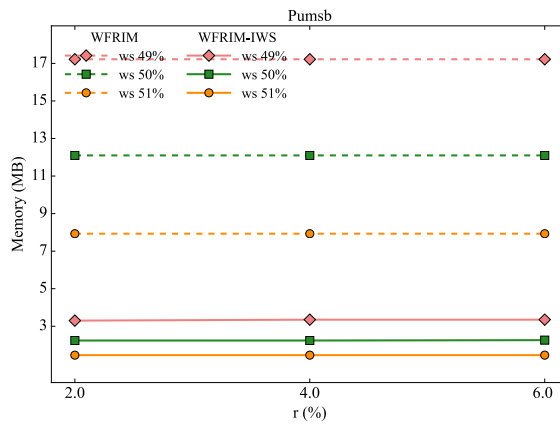 Pumsb
WFRIM WFRIM-IWS
ws 49% ws 49%
ws 50% ws 50%
ws 51% ws 51%
Memory (MB)
17
15
13
11
9
7
5
3
2.0 4.0 6.0
r (%)